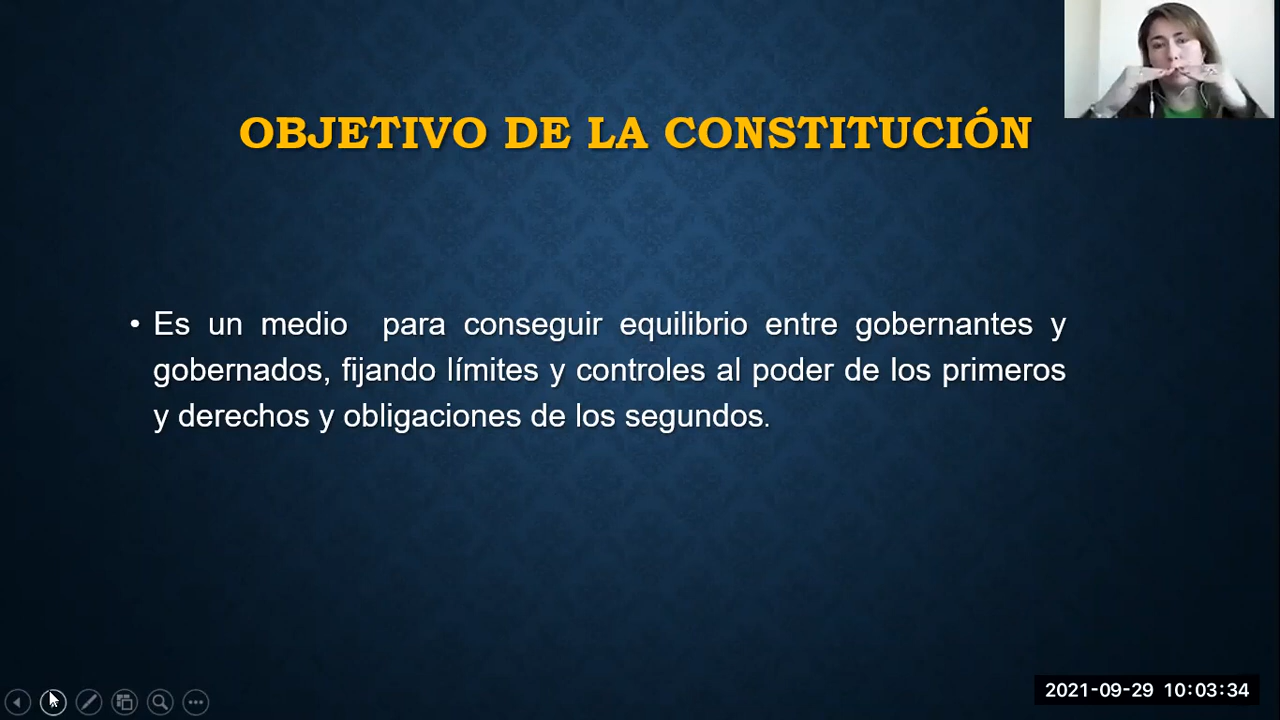 OBJETIVO DE LA CONSTITUCIÓN
• Es un medio para conseguir equilibrio entre gobernantes y
gobernados, fijando límites y controles al poder de los primeros
y derechos y obligaciones de los segundos.
2021-09-29 10:03:34